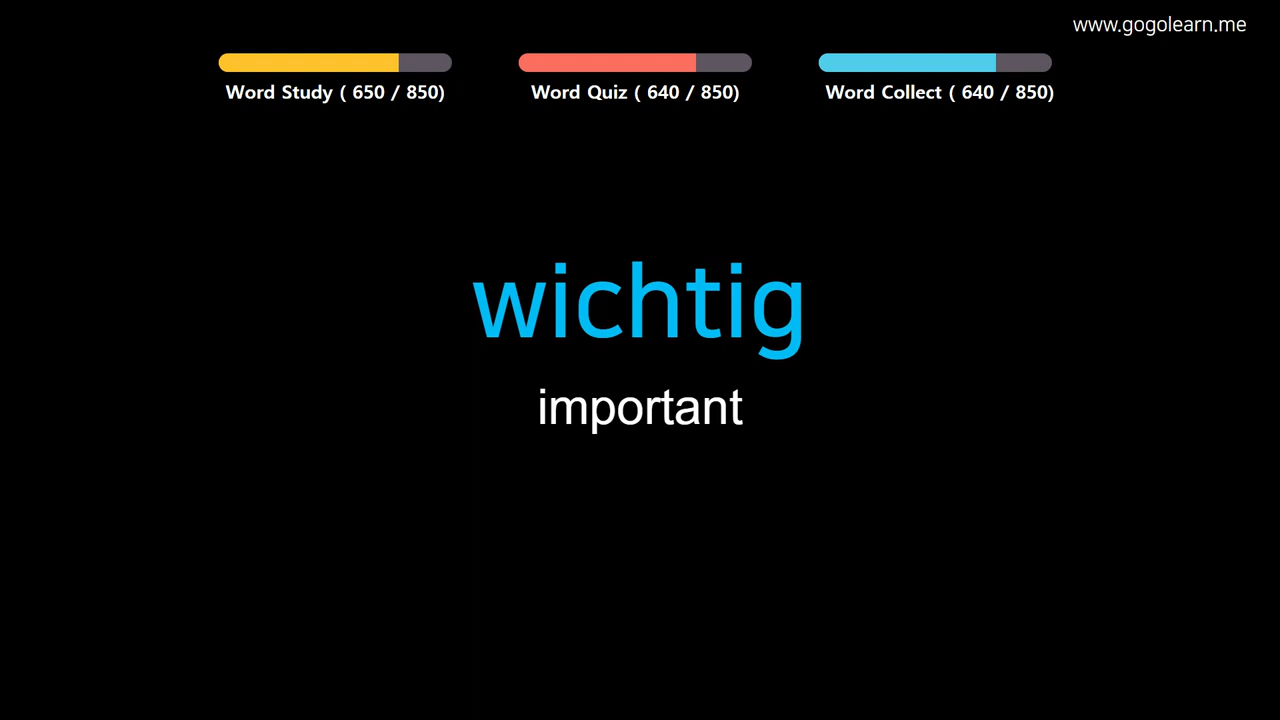 www.gogolearn.me
Word Study ( 650 / 850)
Word Quiz ( 640 / 850)
Word Collect ( 640 / 850)
wichtig
important